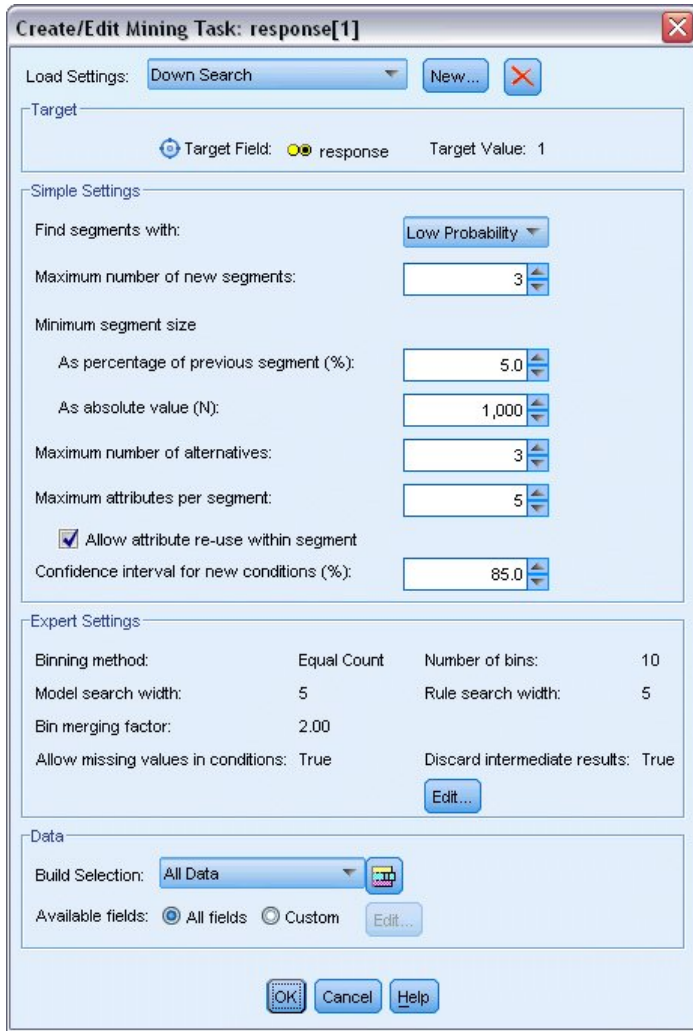 Create/Edit Mining Task: response[1]
Load Settings: Down Search New...
Target
Target Field: response Target Value: 1
Simple Settings
Find segments with: Low Probability
Maximum number of new segments: 3
Minimum segment size
As percentage of previous segment (%): 5.0
As absolute value (N): 1,000
Maximum number of alternatives: 3
Maximum attributes per segment: 5
Allow attribute re-use within segment
Confidence interval for new conditions (%): 85.0
Expert Settings
Binning method: Equal Count Number of bins: 10
Model search width: 5 Rule search width: 5
Bin merging factor: 2.00
Allow missing values in conditions: True Discard intermediate results: True
Edit...
Data
Build Selection: All Data
Available fields: All fields Custom Edit...
OK Cancel Help